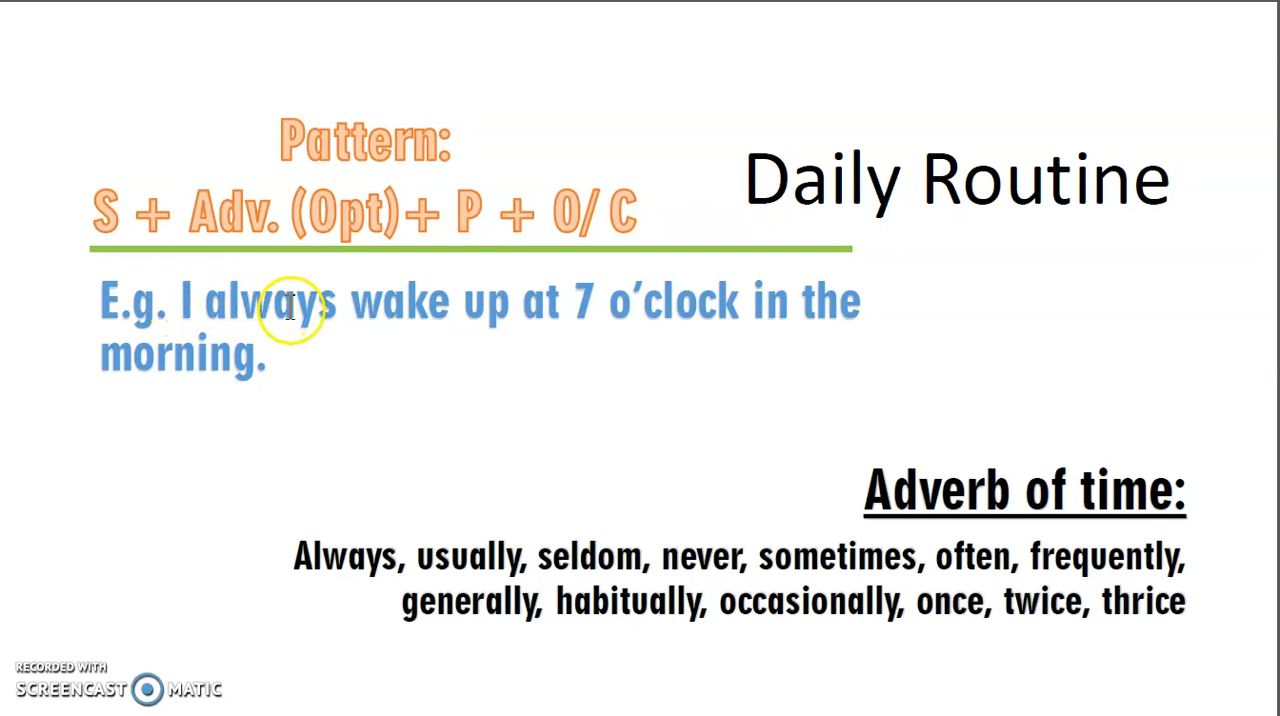 Pattern:
S + Adv. (Opt)+ P + O/ C
Daily Routine
E.g. I always wake up at 7 o’clock in the
morning.
Adverb of time:
Always, usually, seldom, never, sometimes, often, frequently,
generally, habitually, occasionally, once, twice, thrice
RECORDED WITH
SCREENCAST MATIC